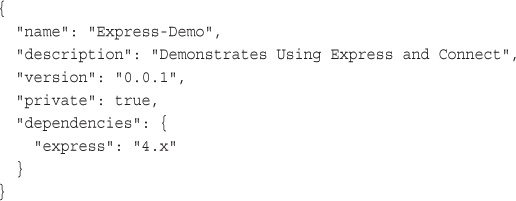 {
  "name": "Express-Demo",
  "description": "Demonstrates Using Express and Connect",
  "version": "0.0.1",
  "private": true,
  "dependencies": {
    "express": "4.x"
  }
}